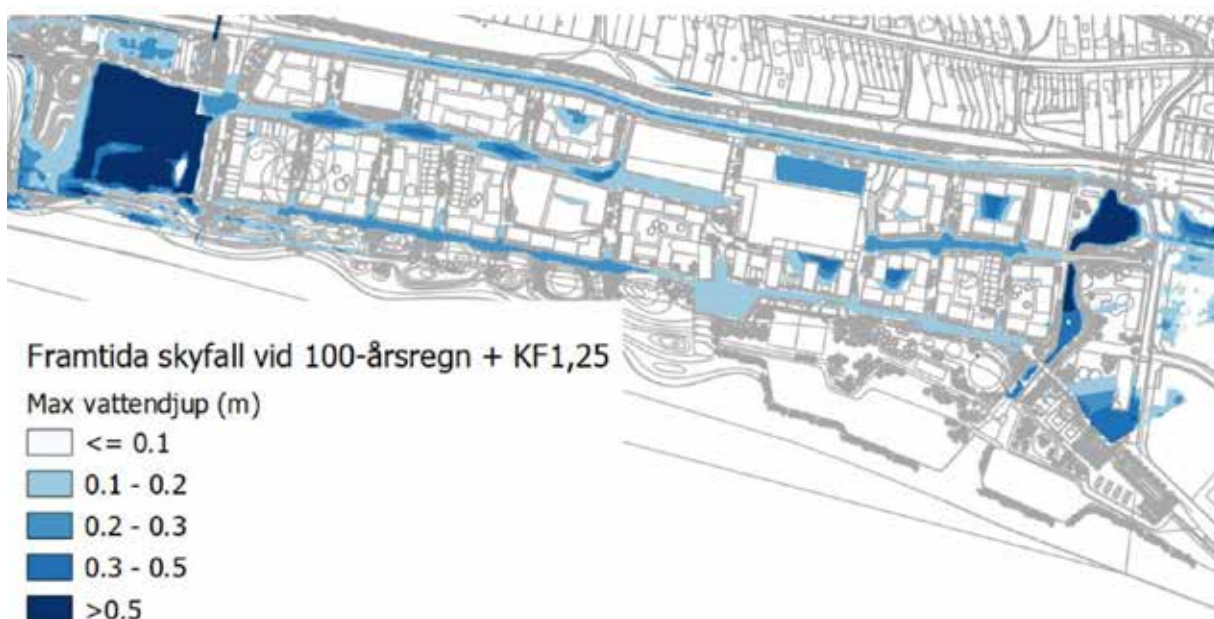 Framtida skyfall vid 100-årsregn + KF1,25
Max vattendjup (m)
<= 0.1
0.1 - 0.2
0.2 - 0.3
0.3 - 0.5
>0.5